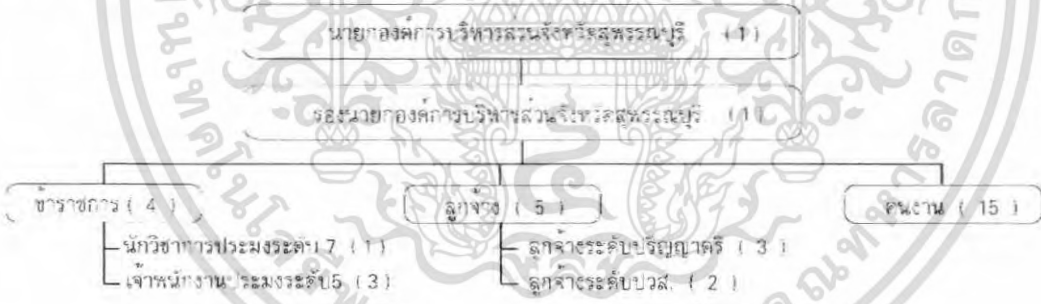 นายกองค์การบริหารส่วนจังหวัดสุพรรณบุรี ( 1 )
รองนายกองค์การบริหารส่วนจังหวัดสุพรรณบุรี ( 1 )
ข้าราชการ ( 4 ) ลูกจ้าง ( 5 ) คนงาน ( 15 )
นักวิชาการประมงระดับ 7 ( 1 ) ลูกจ้างระดับปริญญาตรี ( 3 )
เจ้าพนักงานประมงระดับ5 ( 3 ) ลูกจ้างระดับปวส. ( 2 )